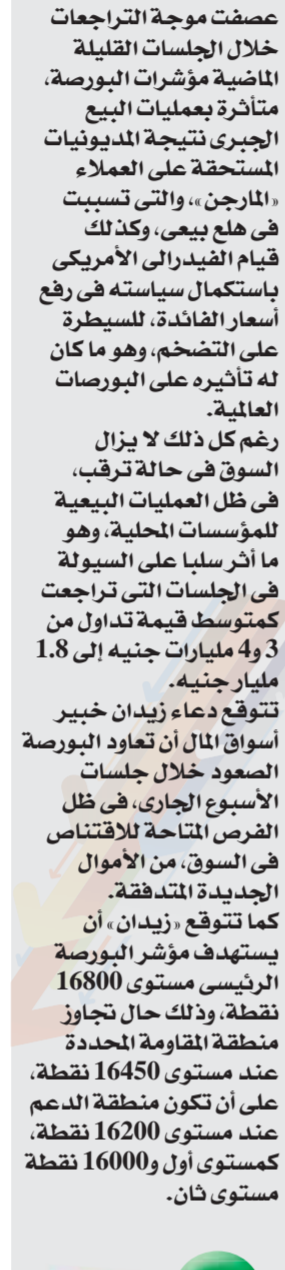 عصفت موجة التراجعات
خلال الجلسات القليلة
الماضية مؤشرات البورصة،
متأثرة بعمليات البيع
الجبرى نتيجة المديونيات
المستحقة على العملاء
«المارجن»، والتى تسببت
فى هلع بيعى، وكذلك
قيام الفيدرالى الأمريكى
باستكمال سياسته فى رفع
أسعار الفائدة، للسيطرة
على التضخم، وهو ما كان
له تأثيره على البورصات
العالمية.
رغم كل ذلك لا يزال
السوق فى حالة ترقب،
فى ظل العمليات البيعية
للمؤسسات المحلية، وهو
ما أثر سلبا على السيولة
فى الجلسات التى تراجعت
كمتوسط قيمة تداول من
3 و4 مليارات جنيه إلى 1.8
مليار جنيه.
تتوقع دعاء زيدان خبير
أسواق المال أن تعاود البورصة
الصعود خلال جلسات
الأسبوع الجارى، فى ظل
الفرص المتاحة للاقتناص
فى السوق، من الأموال
الجديدة المتدفقة.
كما تتوقع «زيدان» أن
يستهدف مؤشر البورصة
الرئيسى مستوى 16800
نقطة، وذلك حال تجاوز
منطقة المقاومة المحددة
عند مستوى 16450 نقطة،
على أن تكون منطقة الدعم
عند مستوى 16200 نقطة،
كمستوى أول و16000 نقطة
مستوى ثان.